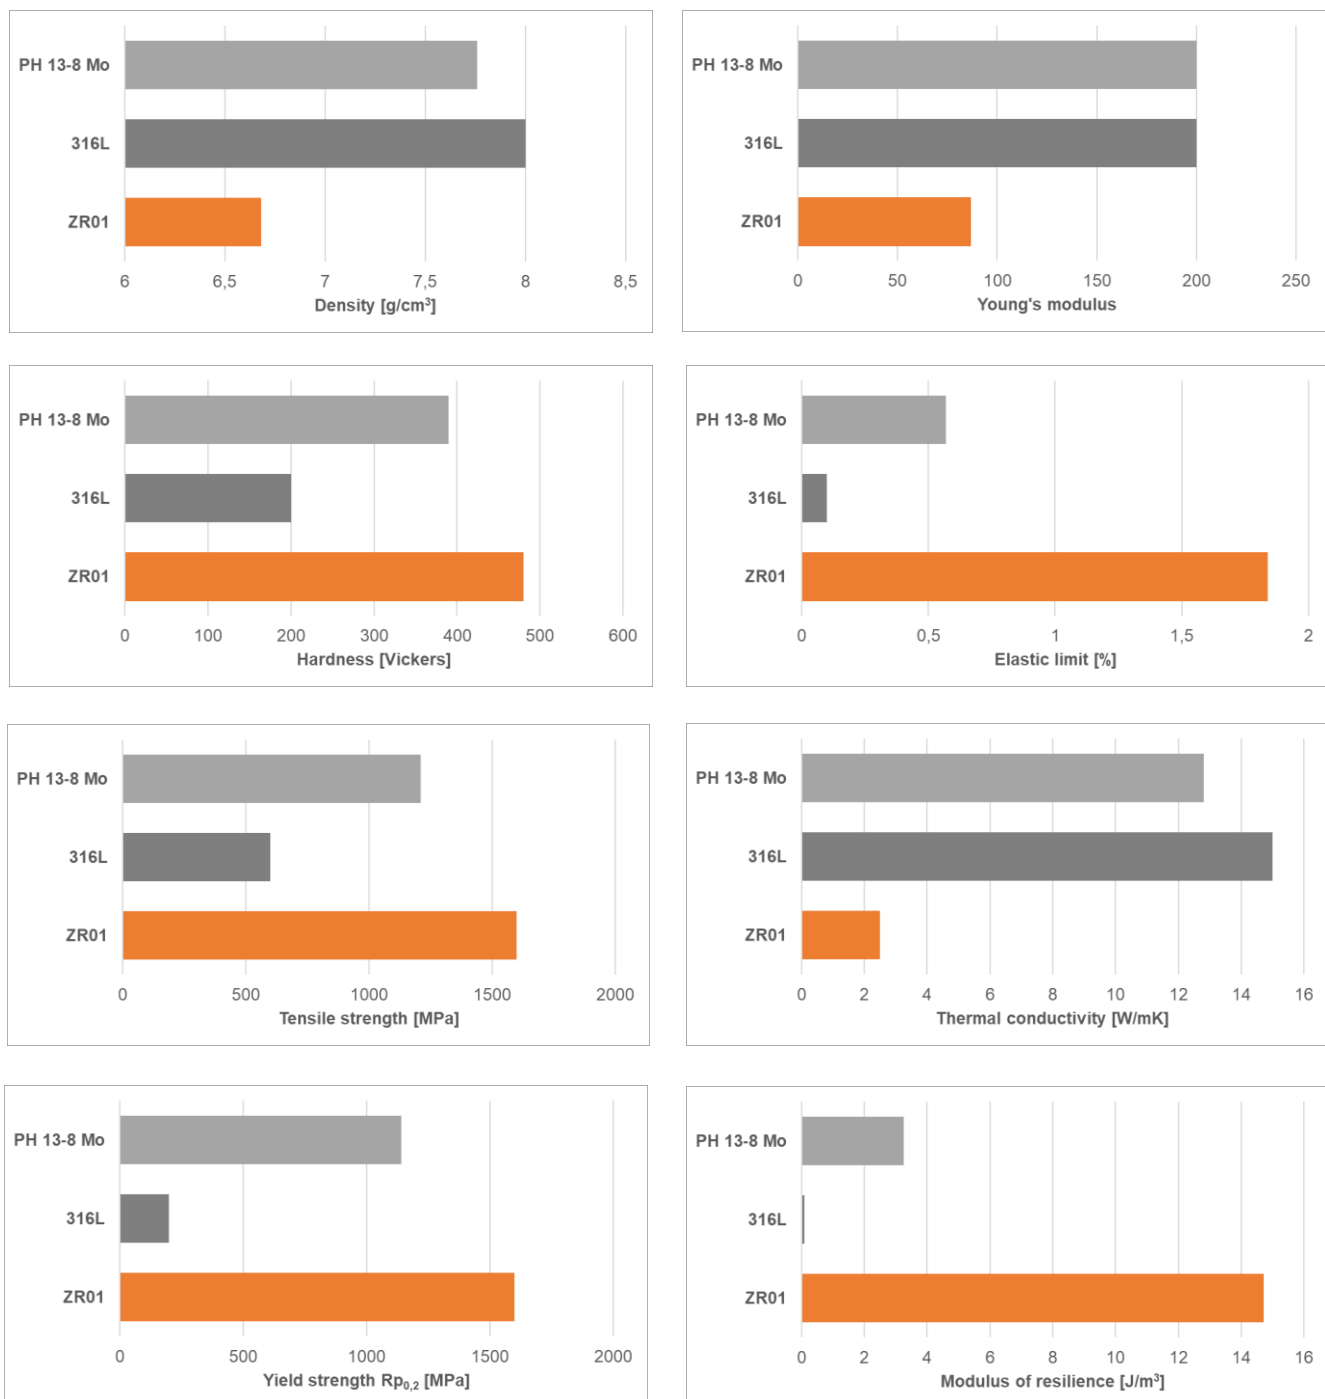 PH 13-8 Mo
316L
ZR01
6 6,5 7 7,5 8 8,5
Density [g/cm³]
PH 13-8 Mo
316L
ZR01
0 50 100 150 200 250
Young's modulus
PH 13-8 Mo
316L
ZR01
0 100 200 300 400 500 600
Hardness [Vickers]
PH 13-8 Mo
316L
ZR01
0 0,5 1 1,5 2
Elastic limit [%]
PH 13-8 Mo
316L
ZR01
0 500 1000 1500 2000
Tensile strength [MPa]
PH 13-8 Mo
316L
ZR01
0 2 4 6 8 10 12 14 16
Thermal conductivity [W/mK]
PH 13-8 Mo
316L
ZR01
0 500 1000 1500 2000
Yield strength Rp₀,₂ [MPa]
PH 13-8 Mo
316L
ZR01
0 2 4 6 8 10 12 14 16
Modulus of resilience [J/m³]